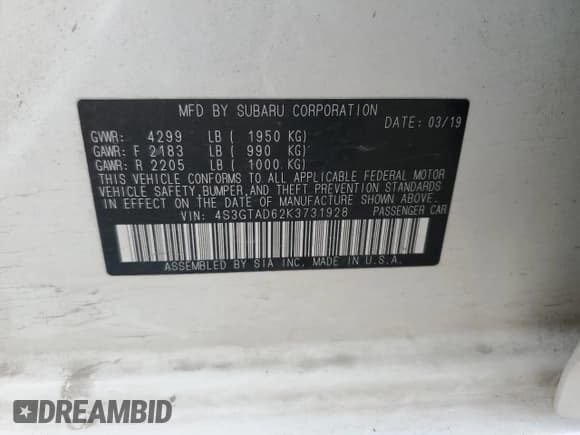 MFD BY SUBARU CORPORATION
DATE: 03/19
GVWR: 4299 LB ( 1950 KG)
GAWR: F 2183 LB ( 990 KG)
GAWR: R 2205 LB ( 1000 KG)
THIS VEHICLE CONFORMS TO ALL APPLICABLE FEDERAL MOTOR
VEHICLE SAFETY, BUMPER, AND THEFT PREVENTION STANDARDS
IN EFFECT ON THE DATE OF MANUFACTURE SHOWN ABOVE.
VIN: 4S3GTAD62K3731928 PASSENGER CAR
ASSEMBLED BY SIA INC. MADE IN U.S.A.
DREAMBID